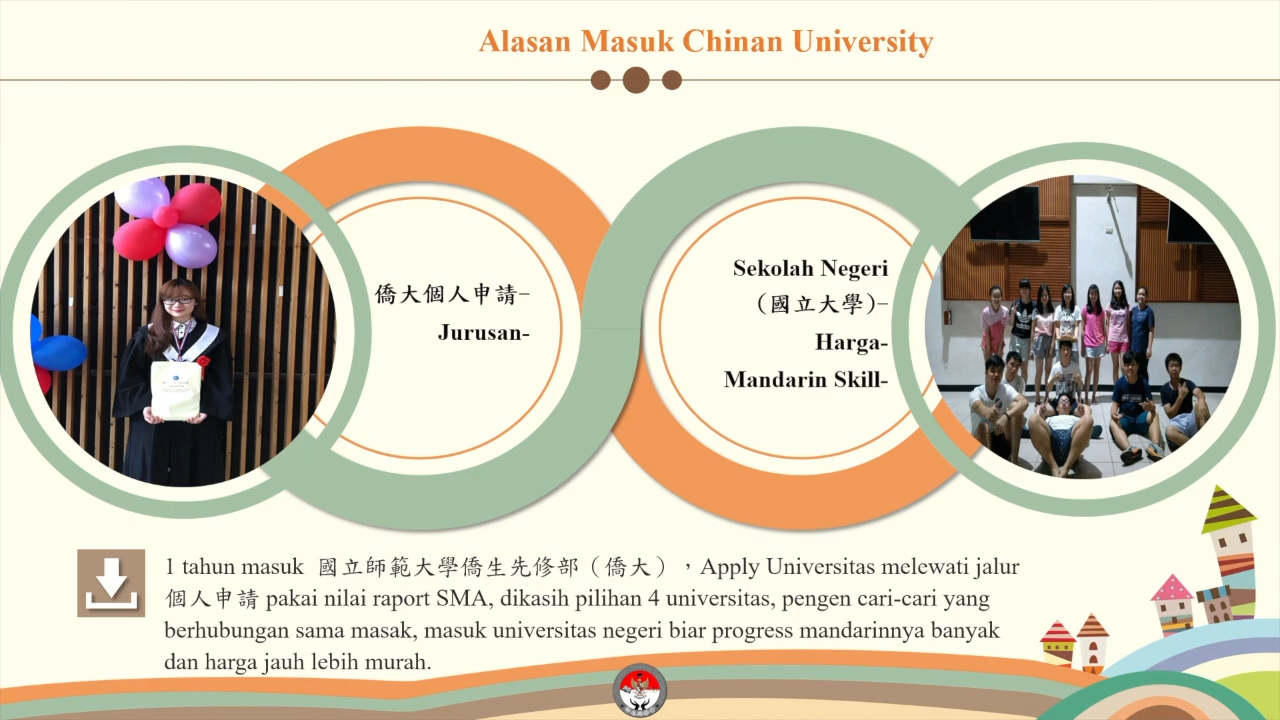 Alasan Masuk Chinan University
僑大個人申請–
Jurusan-
Sekolah Negeri
（國立大學）–
Harga-
Mandarin Skill-
1 tahun masuk 國立師範大學僑生先修部（僑大），Apply Universitas melewati jalur
個人申請 pakai nilai raport SMA, dikasih pilihan 4 universitas, pengen cari-cari yang
berhubungan sama masak, masuk universitas negeri biar progress mandarinnya banyak
dan harga jauh lebih murah.